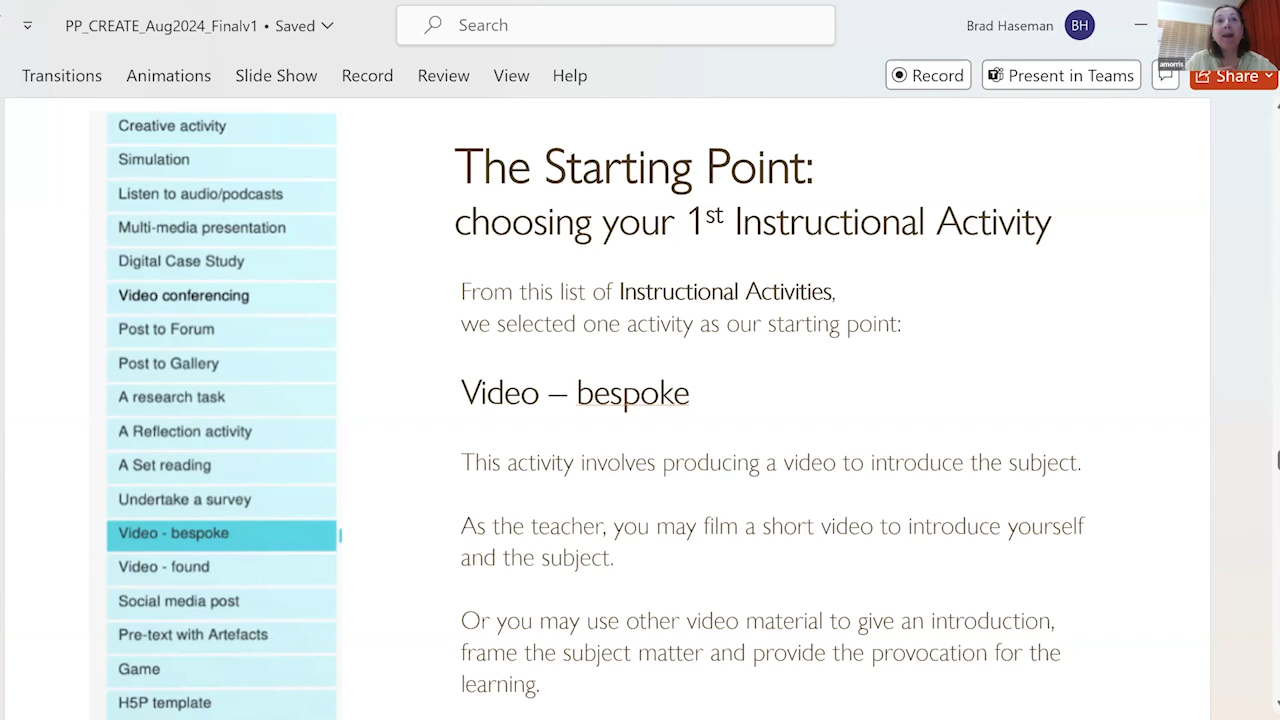 PP_CREATE_Aug2024_Finalv1 • Saved
Search
Brad Haseman
BH
amorris
Transitions
Animations
Slide Show
Record
Review
View
Help
Record
Present in Teams
Share
Creative activity
Simulation
Listen to audio/podcasts
Multi-media presentation
Digital Case Study
Video conferencing
Post to Forum
Post to Gallery
A research task
A Reflection activity
A Set reading
Undertake a survey
Video - bespoke
Video - found
Social media post
Pre-text with Artefacts
Game
H5P template
The Starting Point:
choosing your 1st Instructional Activity
From this list of Instructional Activities,
we selected one activity as our starting point:
Video – bespoke
This activity involves producing a video to introduce the subject.
As the teacher, you may film a short video to introduce yourself
and the subject.
Or you may use other video material to give an introduction,
frame the subject matter and provide the provocation for the
learning.